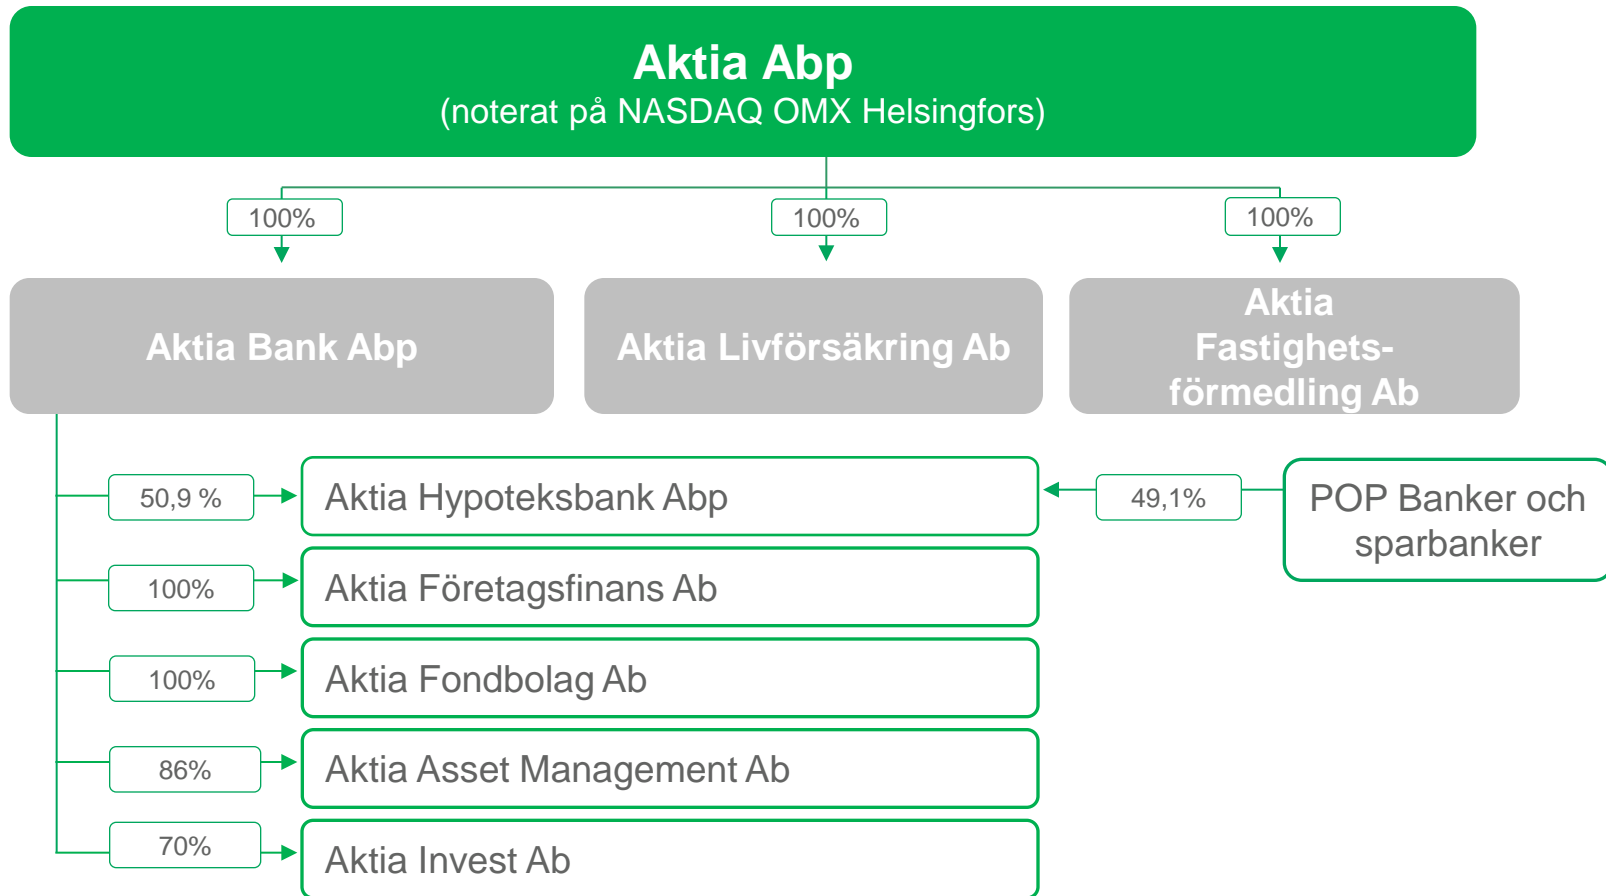 Aktia Abp
(noterat på NASDAQ OMX Helsingfors)
100%
100%
100%
Aktia Bank Abp
Aktia Livförsäkring Ab
Aktia
Fastighets-
förmedling Ab
50,9 %
Aktia Hypoteksbank Abp
49,1%
POP Banker och
sparbanker
100%
Aktia Företagsfinans Ab
100%
Aktia Fondbolag Ab
86%
Aktia Asset Management Ab
70%
Aktia Invest Ab